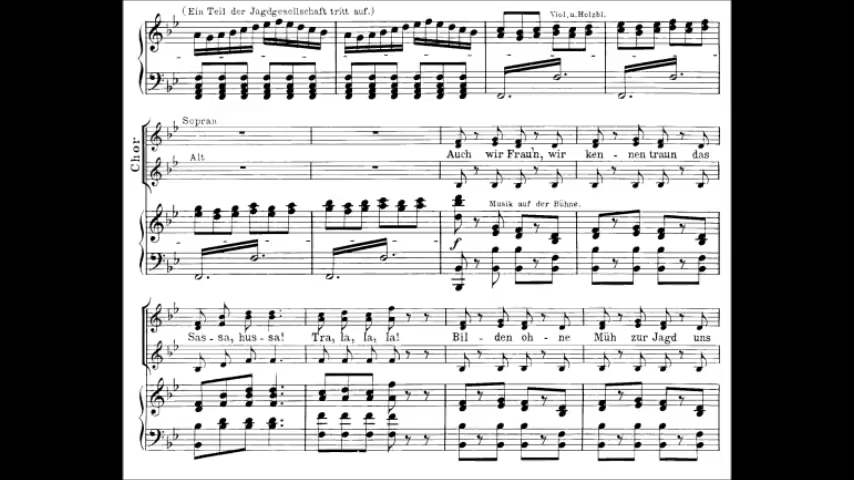 (Ein Teil der Jagdgesellschaft tritt auf.)
Viol. u. Holzbl.
Chor
Sopran
Alt
Auch wir Frau'n, wir ken - nen traun das
Musik auf der Bühne.
f
Sas - sa, hus - sa! Tra, la, la, la! Bil - den oh - ne Müh zur Jagd uns